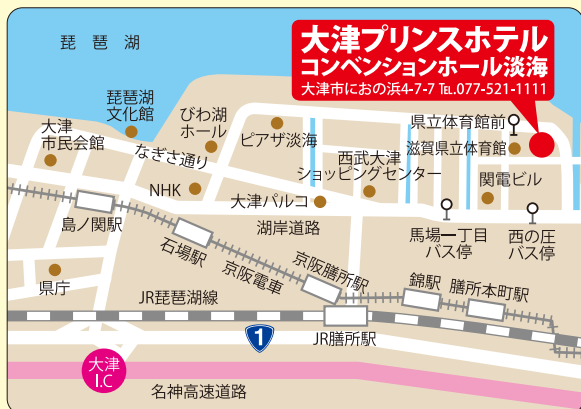 琵琶湖
大津プリンスホテル
コンベンションホール淡海
大津市におの浜4-7-7 ℡.077-521-1111
琵琶湖
文化館
びわ湖
ホール
ピアザ淡海
県立体育館前
滋賀県立体育館
大津
市民会館
なぎさ通り
西武大津
ショッピングセンター
関電ビル
NHK
大津パルコ
島ノ関駅
湖岸道路
馬場一丁目
バス停
西の庄
バス停
石場駅
京阪電車
京阪膳所駅
錦駅
膳所本町駅
県庁
JR琵琶湖線
1
JR膳所駅
大津
I.C
名神高速道路